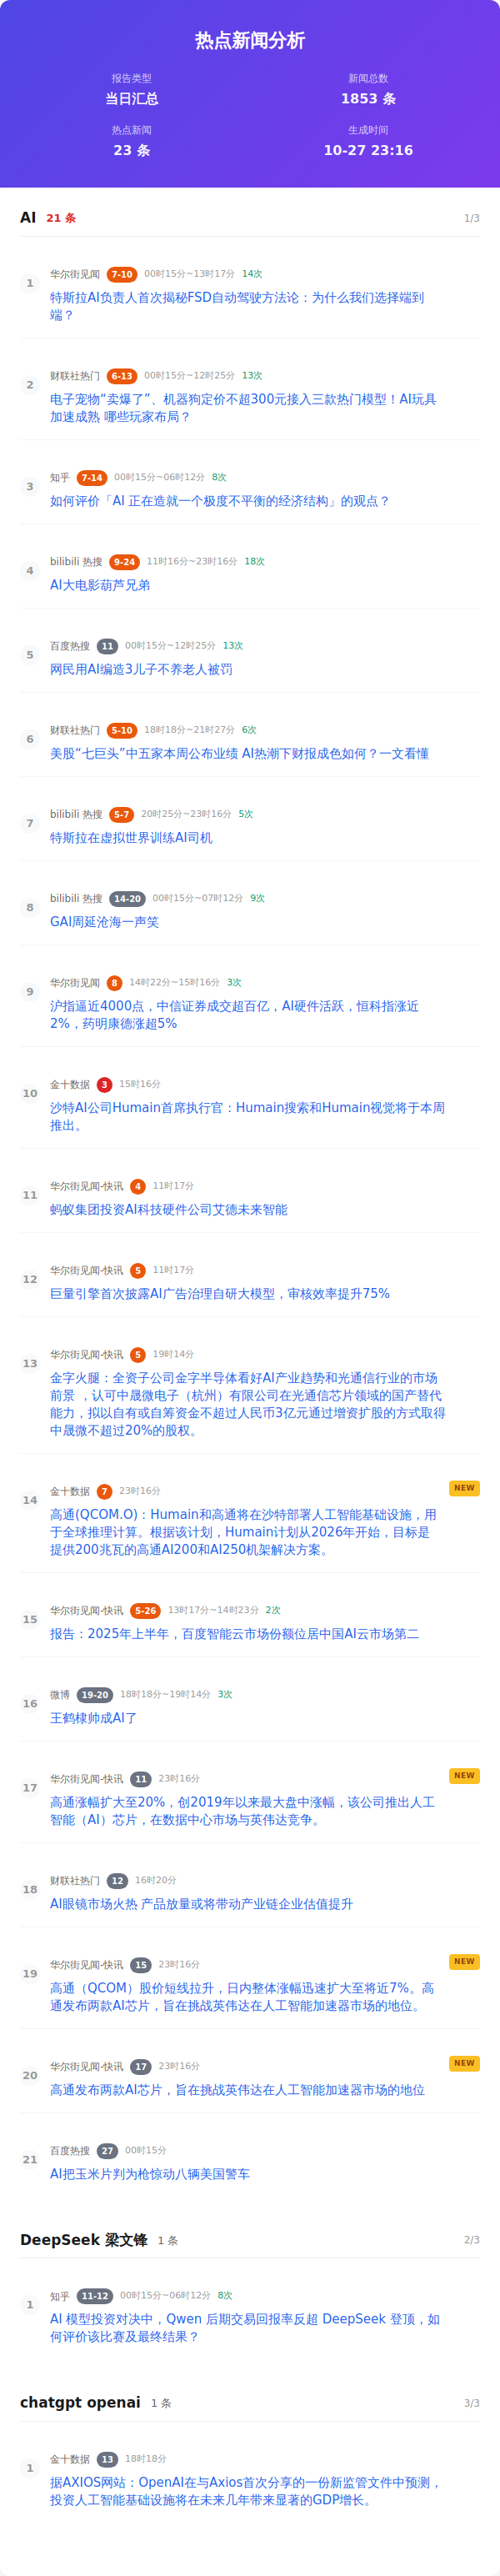 热点新闻分析
报告类型
新闻总数
当日汇总
1853 条
热点新闻
生成时间
23 条
10-27 23:16
AI 21 条 1/3
1
华尔街见闻 7-10 00时15分~13时17分 14次
特斯拉AI负责人首次揭秘FSD自动驾驶方法论：为什么我们选择端到
端？
2
财联社热门 6-13 00时15分~12时25分 13次
电子宠物“卖爆了”、机器狗定价不超300元接入三款热门模型！AI玩具
加速成熟 哪些玩家布局？
3
知乎 7-14 00时15分~06时12分 8次
如何评价「AI 正在造就一个极度不平衡的经济结构」的观点？
4
bilibili 热搜 9-24 11时16分~23时16分 18次
AI大电影葫芦兄弟
5
百度热搜 11 00时15分~12时25分 13次
网民用AI编造3儿子不养老人被罚
6
财联社热门 5-10 18时18分~21时27分 6次
美股“七巨头”中五家本周公布业绩 AI热潮下财报成色如何？一文看懂
7
bilibili 热搜 5-7 20时25分~23时16分 5次
特斯拉在虚拟世界训练AI司机
8
bilibili 热搜 14-20 00时15分~07时12分 9次
GAI周延沧海一声笑
9
华尔街见闻 8 14时22分~15时16分 3次
沪指逼近4000点，中信证券成交超百亿，AI硬件活跃，恒科指涨近
2%，药明康德涨超5%
10
金十数据 3 15时16分
沙特AI公司Humain首席执行官：Humain搜索和Humain视觉将于本周
推出。
11
华尔街见闻-快讯 4 11时17分
蚂蚁集团投资AI科技硬件公司艾德未来智能
12
华尔街见闻-快讯 5 11时17分
巨量引擎首次披露AI广告治理自研大模型，审核效率提升75%
13
华尔街见闻-快讯 5 19时14分
金字火腿：全资子公司金字半导体看好AI产业趋势和光通信行业的市场
前景 ，认可中晟微电子（杭州）有限公司在光通信芯片领域的国产替代
能力，拟以自有或自筹资金不超过人民币3亿元通过增资扩股的方式取得
中晟微不超过20%的股权。
14
金十数据 7 23时16分 NEW
高通(QCOM.O)：Humain和高通将在沙特部署人工智能基础设施，用
于全球推理计算。根据该计划，Humain计划从2026年开始，目标是
提供200兆瓦的高通AI200和AI250机架解决方案。
15
华尔街见闻-快讯 5-26 13时17分~14时23分 2次
报告：2025年上半年，百度智能云市场份额位居中国AI云市场第二
16
微博 19-20 18时18分~19时14分 3次
王鹤棣帅成AI了
17
华尔街见闻-快讯 11 23时16分 NEW
高通涨幅扩大至20%，创2019年以来最大盘中涨幅，该公司推出人工
智能（AI）芯片，在数据中心市场与英伟达竞争。
18
财联社热门 12 16时20分
AI眼镜市场火热 产品放量或将带动产业链企业估值提升
19
华尔街见闻-快讯 15 23时16分 NEW
高通（QCOM）股价短线拉升，日内整体涨幅迅速扩大至将近7%。高
通发布两款AI芯片，旨在挑战英伟达在人工智能加速器市场的地位。
20
华尔街见闻-快讯 17 23时16分 NEW
高通发布两款AI芯片，旨在挑战英伟达在人工智能加速器市场的地位
21
百度热搜 27 00时15分
AI把玉米片判为枪惊动八辆美国警车
DeepSeek 梁文锋 1 条 2/3
1
知乎 11-12 00时15分~06时12分 8次
AI 模型投资对决中，Qwen 后期交易回报率反超 DeepSeek 登顶，如
何评价该比赛及最终结果？
chatgpt openai 1 条 3/3
1
金十数据 13 18时18分
据AXIOS网站：OpenAI在与Axios首次分享的一份新监管文件中预测，
投资人工智能基础设施将在未来几年带来显著的GDP增长。